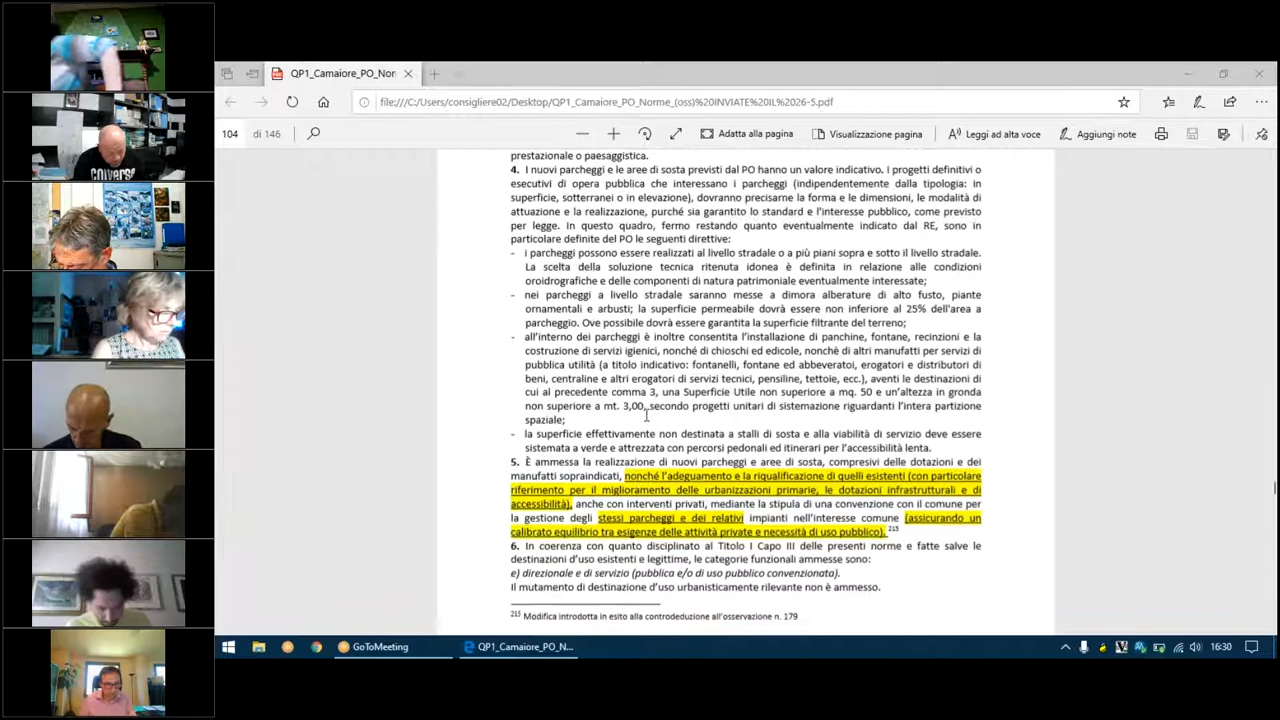 QP1_Camaiore_PO_Nor
file:///C:/Users/consigliere02/Desktop/QP1_Camaiore_PO_Norme_(oss)%20INVIATE%20IL%2026-5.pdf
104 di 146
Adatta alla pagina
Visualizzazione pagina
Leggi ad alta voce
Aggiungi note
prestazionale o paesaggistica.
4. I nuovi parcheggi e le aree di sosta previsti dal PO hanno un valore indicativo. I progetti definitivo o
esecutivi di opera pubblica che interessano i parcheggi (indipendentemente dalla tipologia: in
superficie, sotterranei o in elevazione), dovranno precisarne la forma e le dimensioni, le modalità di
attuazione e la realizzazione, purché sia garantito lo standard e l'interesse pubblico, come previsto
per legge. In questo quadro, fermo restando quanto eventualmente indicato dal RE, sono in
particolare definite del PO le seguenti direttive:
- i parcheggi possono essere realizzati al livello stradale o a più piani sopra e sotto il livello stradale.
La scelta della soluzione tecnica ritenuta idonea è definita in relazione alle condizioni
oroidrografiche e delle componenti di natura patrimoniale eventualmente interessate;
- nei parcheggi a livello stradale saranno messe a dimora alberature di alto fusto, piante
ornamentali e arbusti; la superficie permeabile dovrà essere non inferiore al 25% dell'area a
parcheggio. Ove possibile dovrà essere garantita la superficie filtrante del terreno;
- all'interno dei parcheggi è inoltre consentita l'installazione di panchine, fontane, recinzioni e la
costruzione di servizi igienici, nonché di chioschi ed edicole, nonchè di altri manufatti per servizi di
pubblica utilità (a titolo indicativo: fontanelli, fontane ed abbeveratoi, erogatori e distributori di
beni, centraline e altri erogatori di servizi tecnici, pensiline, tettoie, ecc.), aventi le destinazioni di
cui al precedente comma 3, una Superficie Utile non superiore a mq. 50 e un'altezza in gronda
non superiore a mt. 3,00, secondo progetti unitari di sistemazione riguardanti l'intera partizione
spaziale;
- la superficie effettivamente non destinata a stalli di sosta e alla viabilità di servizio deve essere
sistemata a verde e attrezzata con percorsi pedonali ed itinerari per l'accessibilità lenta.
5. È ammessa la realizzazione di nuovi parcheggi e aree di sosta, compresivi delle dotazioni e dei
manufatti sopraindicati, nonché l'adeguamento e la riqualificazione di quelli esistenti (con particolare
riferimento per il miglioramento delle urbanizzazioni primarie, le dotazioni infrastrutturali e di
accessibilità), anche con interventi privati, mediante la stipula di una convenzione con il comune per
la gestione degli stessi parcheggi e dei relativi impianti nell'interesse comune (assicurando un
calibrato equilibrio tra esigenze delle attività private e necessità di uso pubblico). 215
6. In coerenza con quanto disciplinato al Titolo I Capo III delle presenti norme e fatte salve le
destinazioni d'uso esistenti e legittime, le categorie funzionali ammesse sono:
e) direzionale e di servizio (pubblica e/o di uso pubblico convenzionata).
Il mutamento di destinazione d'uso urbanisticamente rilevante non è ammesso.
215 Modifica introdotta in esito alla controdeduzione all'osservazione n. 179
GoToMeeting
QP1_Camaiore_PO_N...
16:30